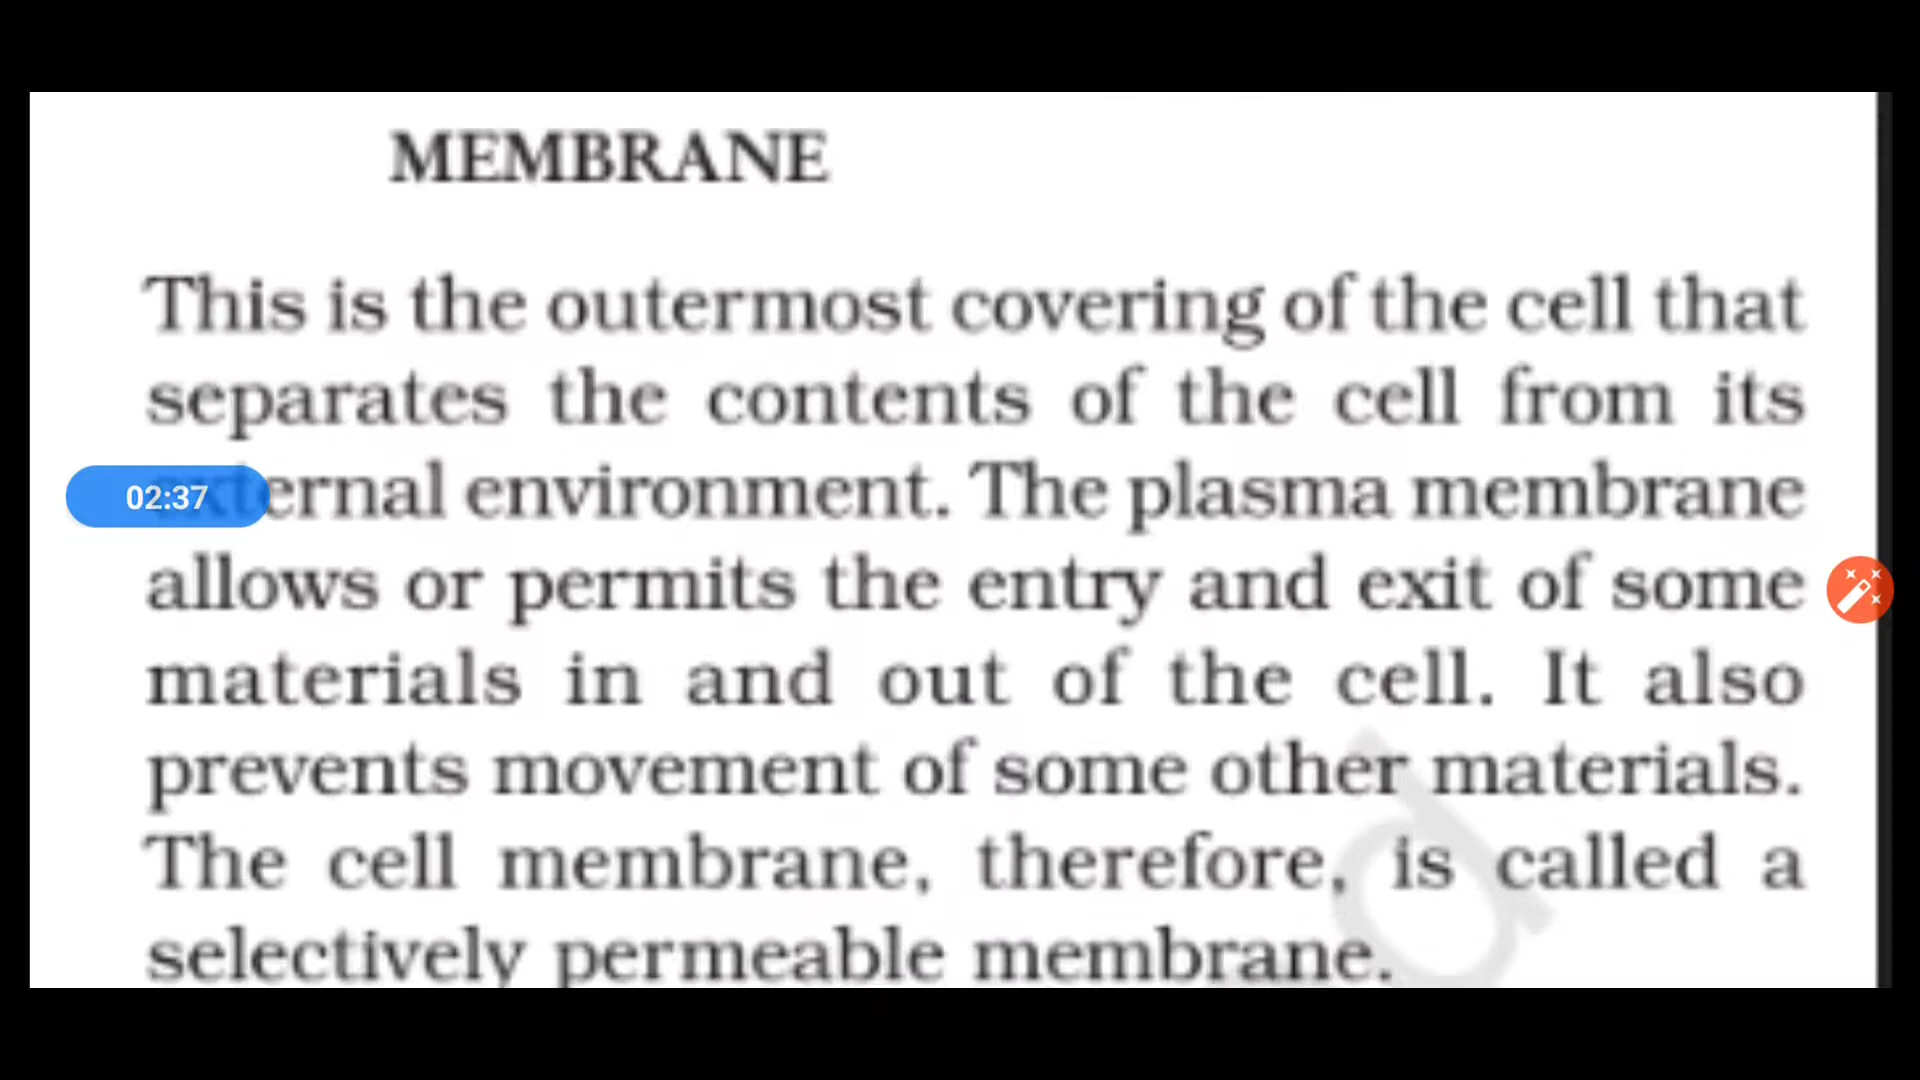 MEMBRANE
This is the outermost covering of the cell that
separates the contents of the cell from its
02:37
external environment. The plasma membrane
allows or permits the entry and exit of some
materials in and out of the cell. It also
prevents movement of some other materials.
The cell membrane, therefore, is called a
selectively permeable membrane.